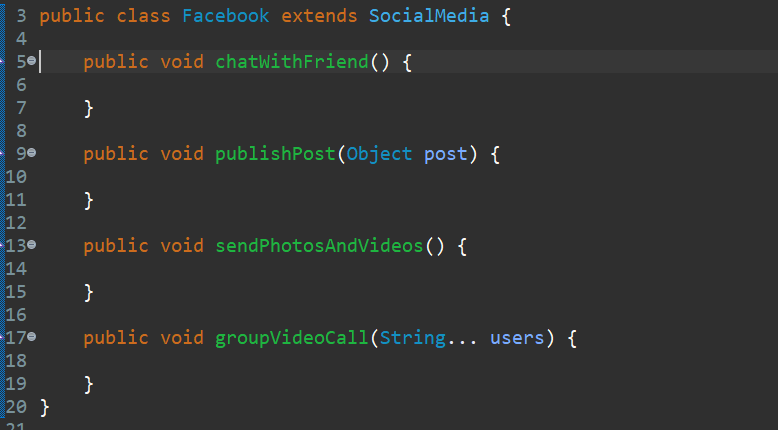 3 public class Facebook extends SocialMedia {
4
5 public void chatWithFriend() {
6
7 }
8
9 public void publishPost(Object post) {
10
11 }
12
13 public void sendPhotosAndVideos() {
14
15 }
16
17 public void groupVideoCall(String... users) {
18
19 }
20 }
21